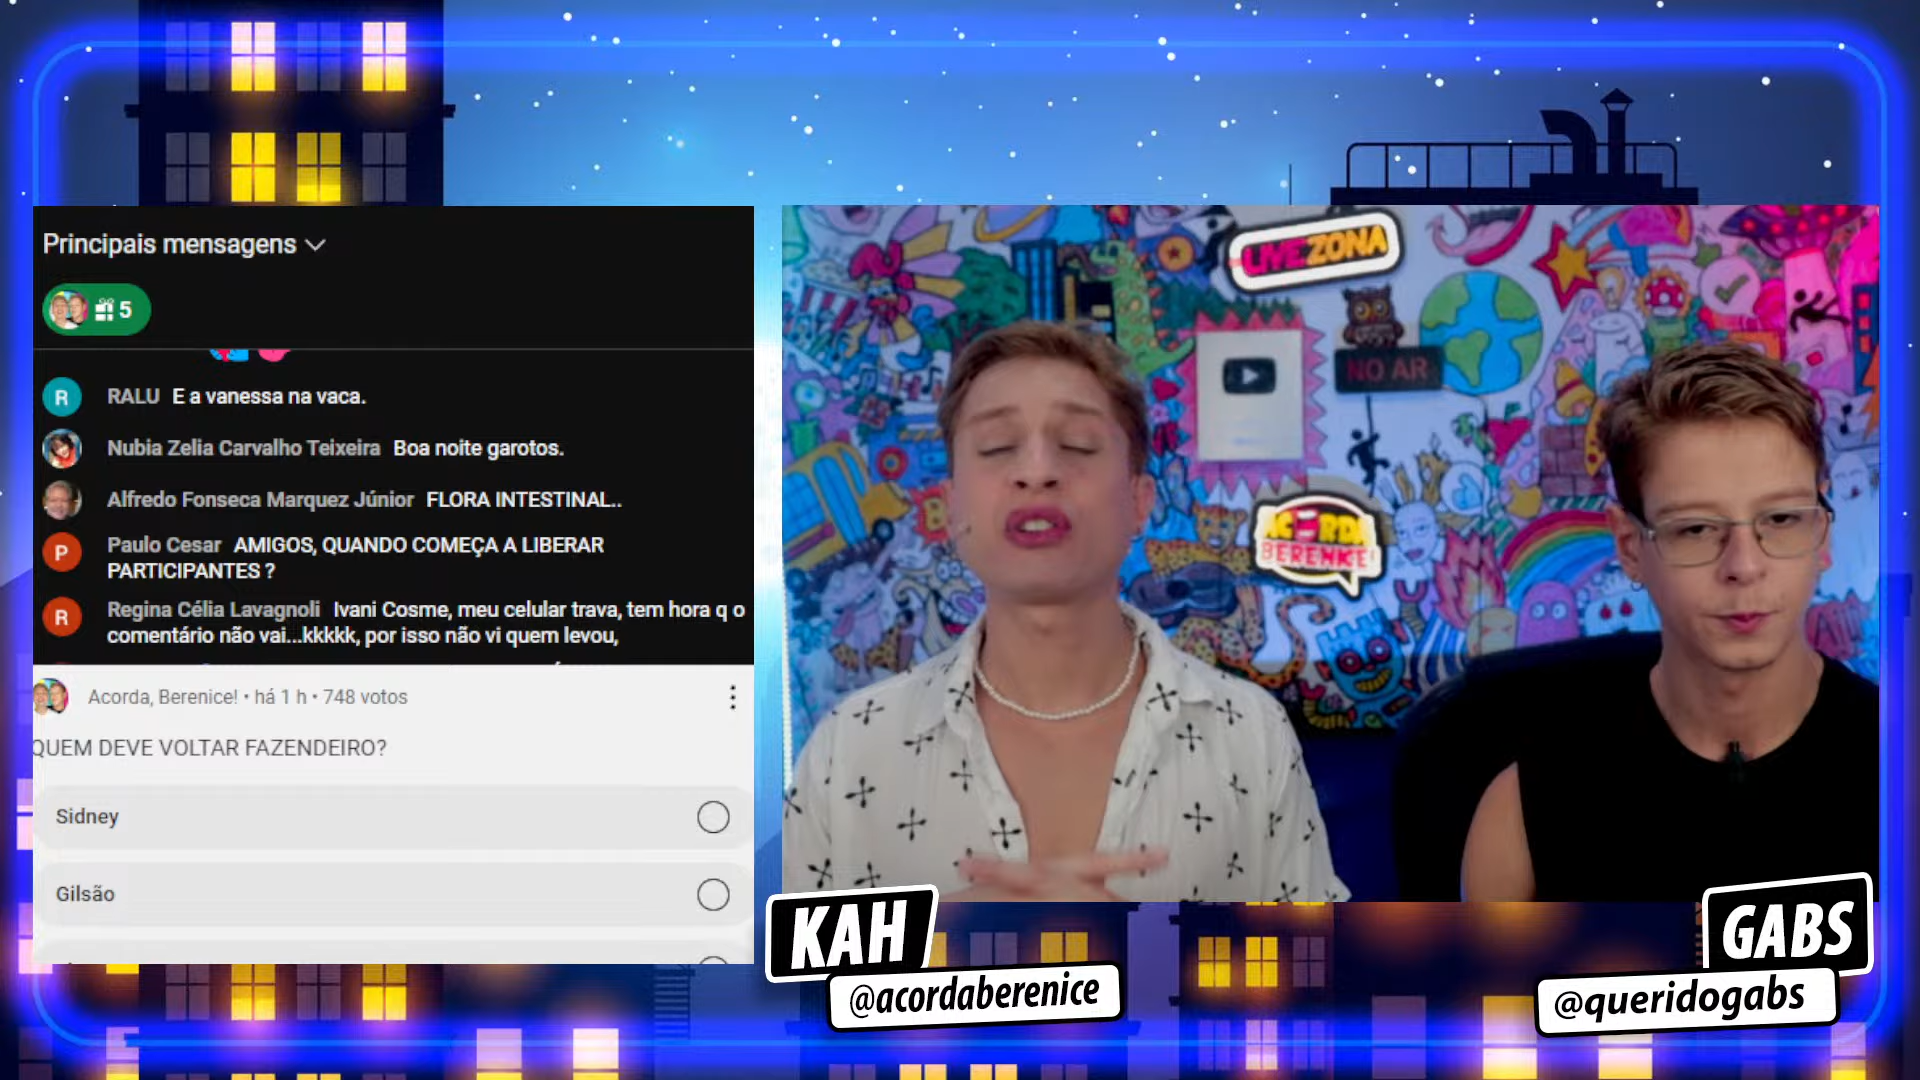 Principais mensagens
5
R
RALU E a vanessa na vaca.
Nubia Zelia Carvalho Teixeira Boa noite garotos.
Alfredo Fonseca Marquez Júnior FLORA INTESTINAL..
P
Paulo Cesar AMIGOS, QUANDO COMEÇA A LIBERAR
PARTICIPANTES ?
R
Regina Célia Lavagnoli Ivani Cosme, meu celular trava, tem hora q o
comentário não vai...kkkkk, por isso não vi quem levou,
Acorda, Berenice! • há 1 h • 748 votos
QUEM DEVE VOLTAR FAZENDEIRO?
Sidney
Gilsão
LIVEZONA
NO AR
ACORDA
BERENICE!
KAH
@acordaberenice
GABS
@queridogabs